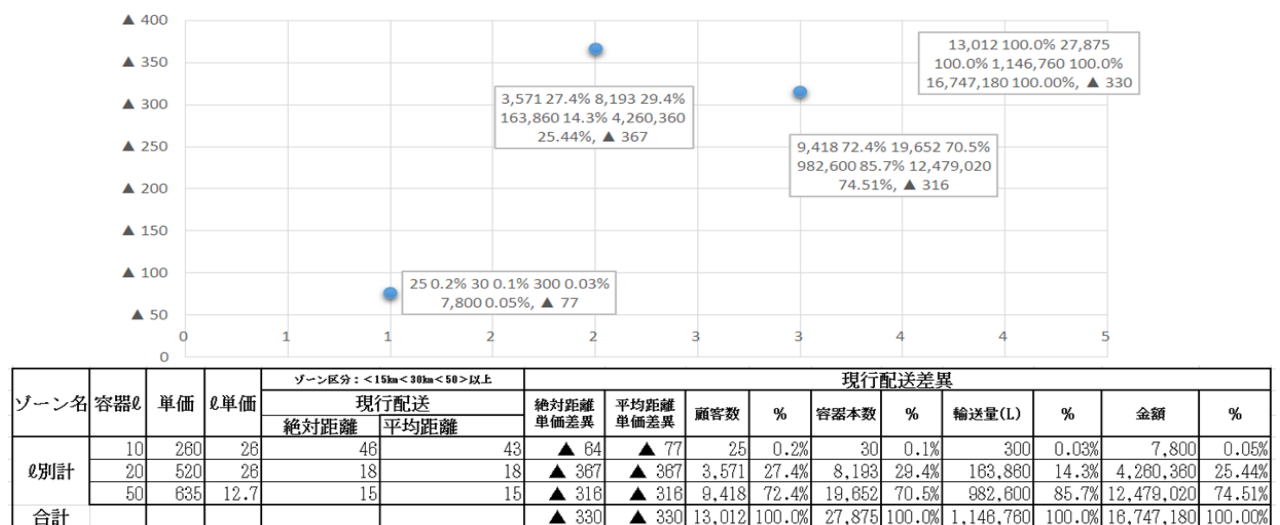 ▲ 400
▲ 350
▲ 300
▲ 250
▲ 200
▲ 150
▲ 100
▲ 50
0
0 1 1 2 2 3 3 4 4 5
13,012 100.0% 27,875
100.0% 1,146,760 100.0%
16,747,180 100.00%, ▲ 330
3,571 27.4% 8,193 29.4%
163,860 14.3% 4,260,360
25.44%, ▲ 367
9,418 72.4% 19,652 70.5%
982,600 85.7% 12,479,020
74.51%, ▲ 316
25 0.2% 30 0.1% 300 0.03%
7,800 0.05%, ▲ 77
ゾーン名 容器ℓ 単価 ℓ単価 ゾーン区分:<15km<30km<50>以上 現行配送差異
現行配送
絶対距離 平均距離
絶対距離
単価差異
平均距離
単価差異
顧客数 % 容器本数 % 輸送量(L) % 金額 %
ℓ別計
10 260 26 46 43 ▲ 64 ▲ 77 25 0.2% 30 0.1% 300 0.03% 7,800 0.05%
20 520 26 18 18 ▲ 367 ▲ 367 3,571 27.4% 8,193 29.4% 163,860 14.3% 4,260,360 25.44%
50 635 12.7 15 15 ▲ 316 ▲ 316 9,418 72.4% 19,652 70.5% 982,600 85.7% 12,479,020 74.51%
合計 ▲ 330 ▲ 330 13,012 100.0% 27,875 100.0% 1,146,760 100.0% 16,747,180 100.00%